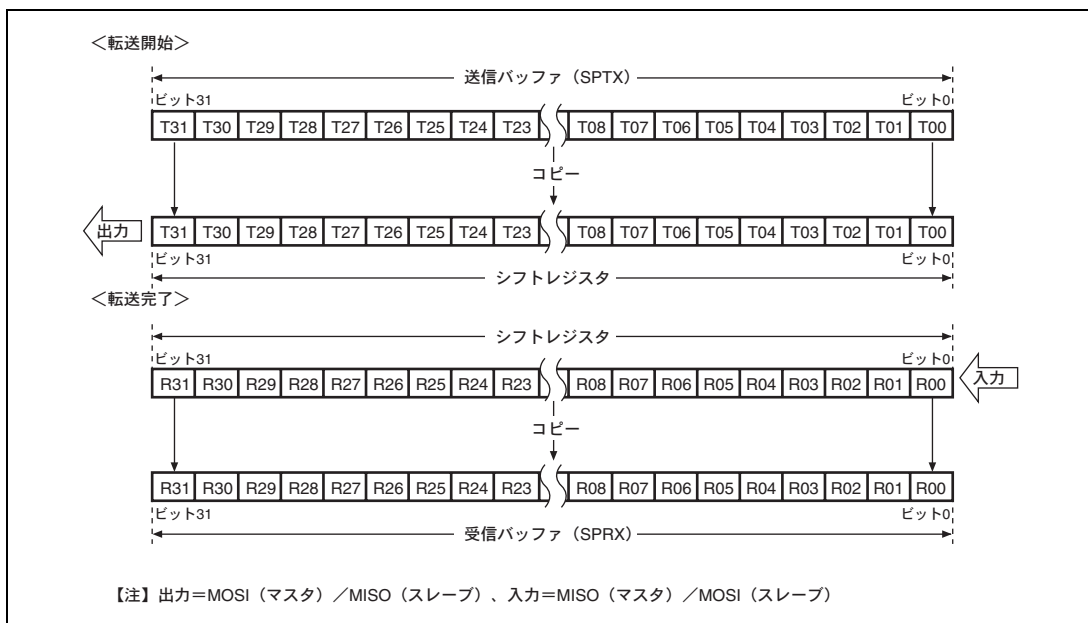 ＜転送開始＞
送信バッファ（SPTX）
ビット31 ビット0
T31 T30 T29 T28 T27 T26 T25 T24 T23 T08 T07 T06 T05 T04 T03 T02 T01 T00
コピー
出力 T31 T30 T29 T28 T27 T26 T25 T24 T23 T08 T07 T06 T05 T04 T03 T02 T01 T00
ビット31 ビット0
シフトレジスタ
＜転送完了＞
シフトレジスタ
ビット31 ビット0
R31 R30 R29 R28 R27 R26 R25 R24 R23 R08 R07 R06 R05 R04 R03 R02 R01 R00 入力
コピー
R31 R30 R29 R28 R27 R26 R25 R24 R23 R08 R07 R06 R05 R04 R03 R02 R01 R00
ビット31 ビット0
受信バッファ（SPRX）
【注】出力＝MOSI（マスタ）／MISO（スレーブ）、入力＝MISO（マスタ）／MOSI（スレーブ）